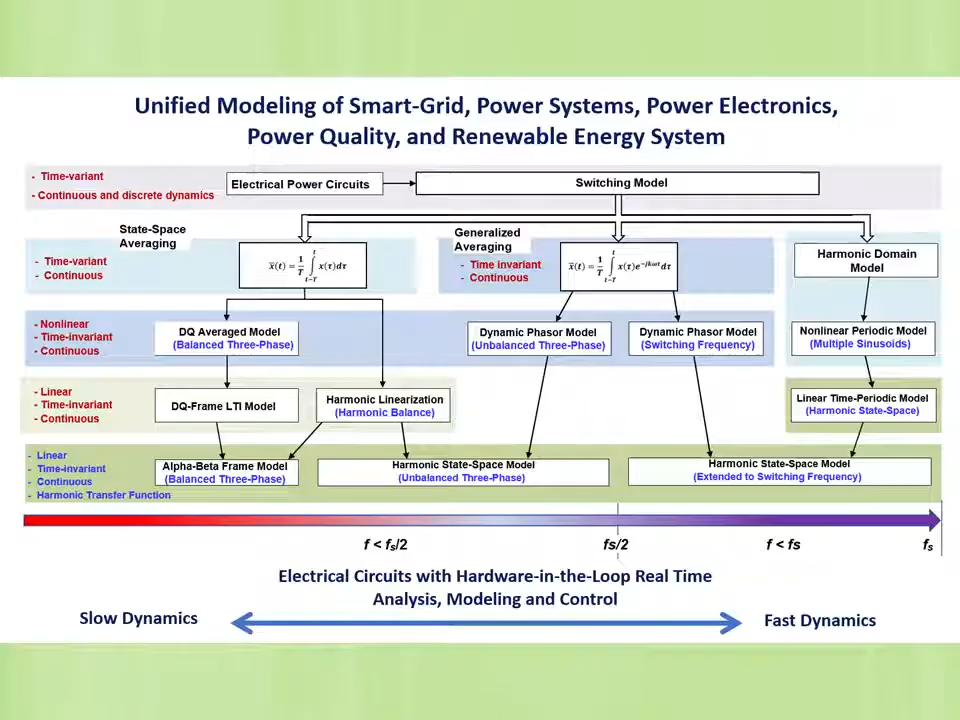 Unified Modeling of Smart-Grid, Power Systems, Power Electronics,
Power Quality, and Renewable Energy System
- Time-variant
- Continuous and discrete dynamics
Electrical Power Circuits
Switching Model
State-Space
Averaging
- Time-variant
- Continuous
x̄(t) = 1/T ∫_{t-T}^{t} x(τ)dτ
Generalized
Averaging
- Time invariant
- Continuous
x̄(t) = 1/T ∫_{t-T}^{t} x(τ)e^{-jkωt}dτ
Harmonic Domain
Model
- Nonlinear
- Time-invariant
- Continuous
DQ Averaged Model
(Balanced Three-Phase)
Dynamic Phasor Model
(Unbalanced Three-Phase)
Dynamic Phasor Model
(Switching Frequency)
Nonlinear Periodic Model
(Multiple Sinusoids)
- Linear
- Time-invariant
- Continuous
DQ-Frame LTI Model
Harmonic Linearization
(Harmonic Balance)
Linear Time-Periodic Model
(Harmonic State-Space)
- Linear
- Time-invariant
- Continuous
- Harmonic Transfer Function
Alpha-Beta Frame Model
(Balanced Three-Phase)
Harmonic State-Space Model
(Unbalanced Three-Phase)
Harmonic State-Space Model
(Extended to Switching Frequency)
f < fs/2
fs/2
f < fs
fs
Electrical Circuits with Hardware-in-the-Loop Real Time
Analysis, Modeling and Control
Slow Dynamics
Fast Dynamics